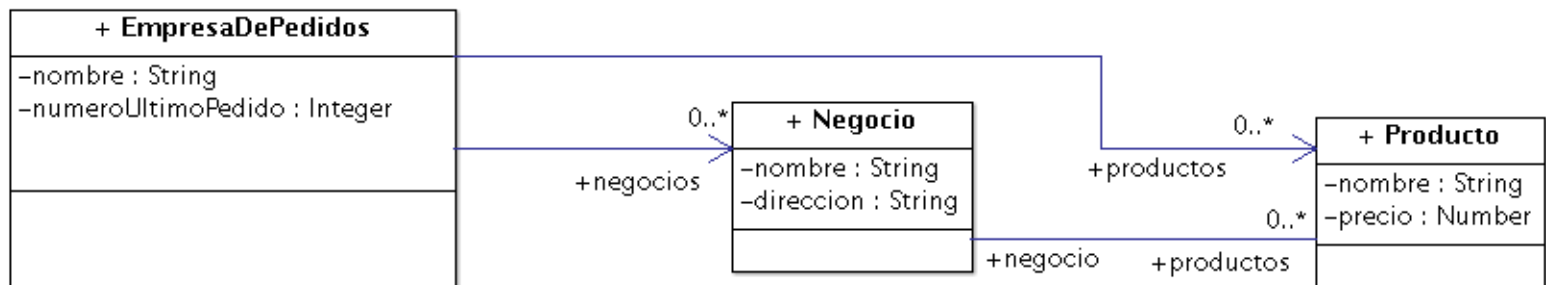 + EmpresaDePedidos
-nombre : String
-numeroUltimoPedido : Integer
0..*
+negocios
+ Negocio
-nombre : String
-direccion : String
0..*
+productos
+ Producto
-nombre : String
-precio : Number
0..*
+negocio
+productos